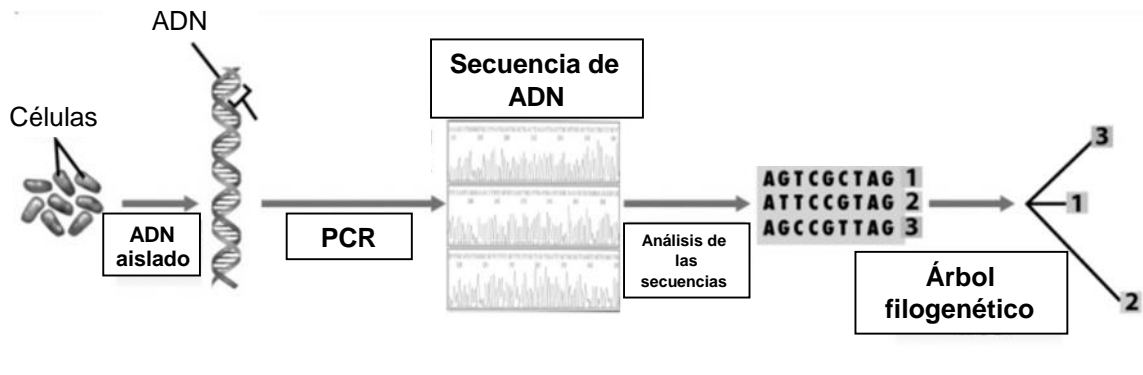 ADN
Células
ADN
aislado
PCR
Secuencia de
ADN
Análisis de
las
secuencias
AGTCGCTAG 1
ATTCCGTAG 2
AGCCGTTAG 3
Árbol
filogenético
3
1
2